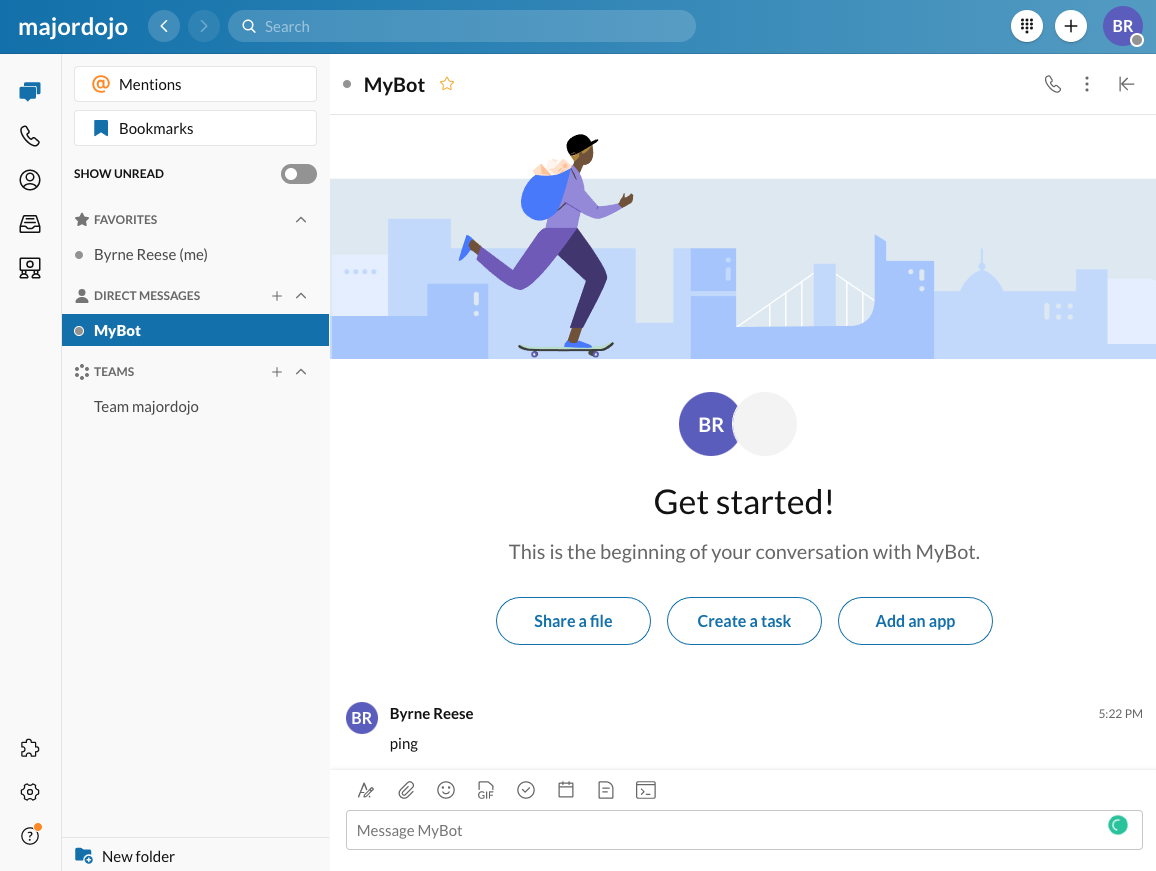 majordojo
Search
BR
Mentions
Bookmarks
SHOW UNREAD
FAVORITES
Byrne Reese (me)
DIRECT MESSAGES
MyBot
TEAMS
Team majordojo
New folder
MyBot
BR
Get started!
This is the beginning of your conversation with MyBot.
Share a file
Create a task
Add an app
BR
Byrne Reese
5:22 PM
ping
GIF
Message MyBot